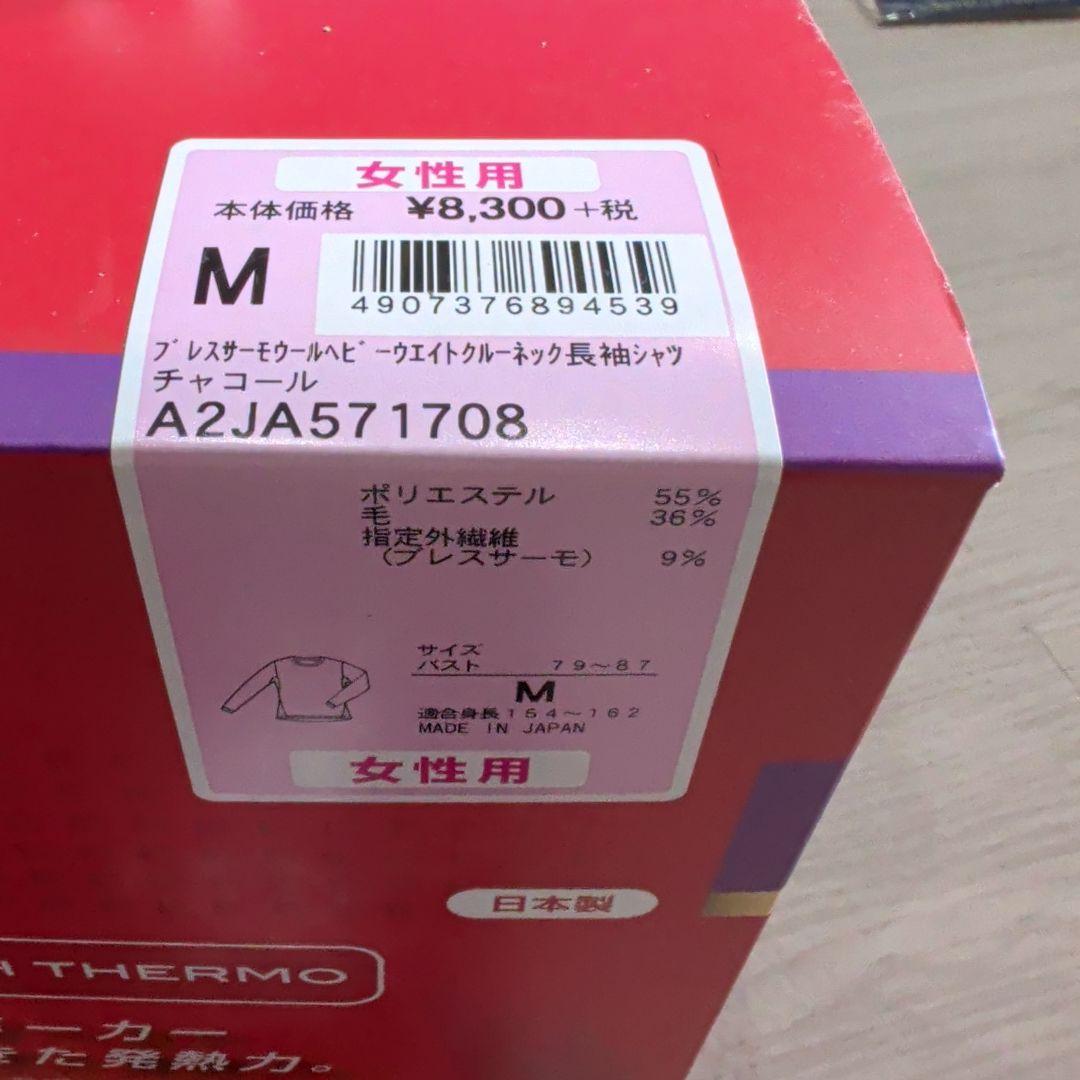 女性用
本体価格 ¥8,300+税
M
4907376894539
ブレスサーモウールヘビーウエイトクルーネック長袖シャツ
チャコール
A2JA571708
ポリエステル 55%
毛 36%
指定外繊維
(ブレスサーモ) 9%
サイズ
バスト 79~87
M
適合身長154~162
MADE IN JAPAN
女性用
日本製
THERMO
ーカー
た発熱力。